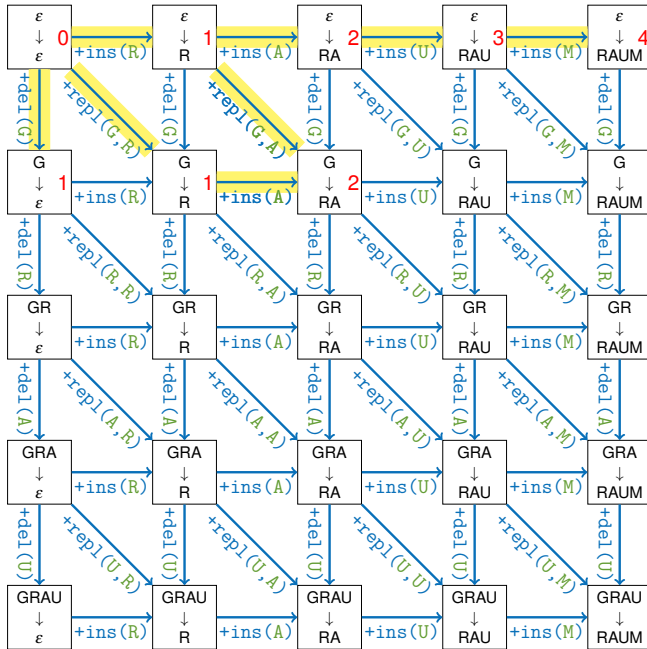 ε ε ε ε ε
↓ 0 ↓ 1 ↓ 2 ↓ 3 ↓ 4
ε +ins(R) R +ins(A) RA +ins(U) RAU +ins(M) RAUM
+del(G) +repl(G,R) +del(G) +repl(G,A) +del(G) +repl(G,U) +del(G) +repl(G,M) +del(G)
G G G G G
↓ 1 ↓ 1 ↓ 2 ↓ ↓
ε +ins(R) R +ins(A) RA +ins(U) RAU +ins(M) RAUM
+del(R) +repl(R,R) +del(R) +repl(R,A) +del(R) +repl(R,U) +del(R) +repl(R,M) +del(R)
GR GR GR GR GR
↓ ↓ ↓ ↓ ↓
ε +ins(R) R +ins(A) RA +ins(U) RAU +ins(M) RAUM
+del(A) +repl(A,R) +del(A) +repl(A,A) +del(A) +repl(A,U) +del(A) +repl(A,M) +del(A)
GRA GRA GRA GRA GRA
↓ ↓ ↓ ↓ ↓
ε +ins(R) R +ins(A) RA +ins(U) RAU +ins(M) RAUM
+del(U) +repl(U,R) +del(U) +repl(U,A) +del(U) +repl(U,U) +del(U) +repl(U,M) +del(U)
GRAU GRAU GRAU GRAU GRAU
↓ ↓ ↓ ↓ ↓
ε +ins(R) R +ins(A) RA +ins(U) RAU +ins(M) RAUM